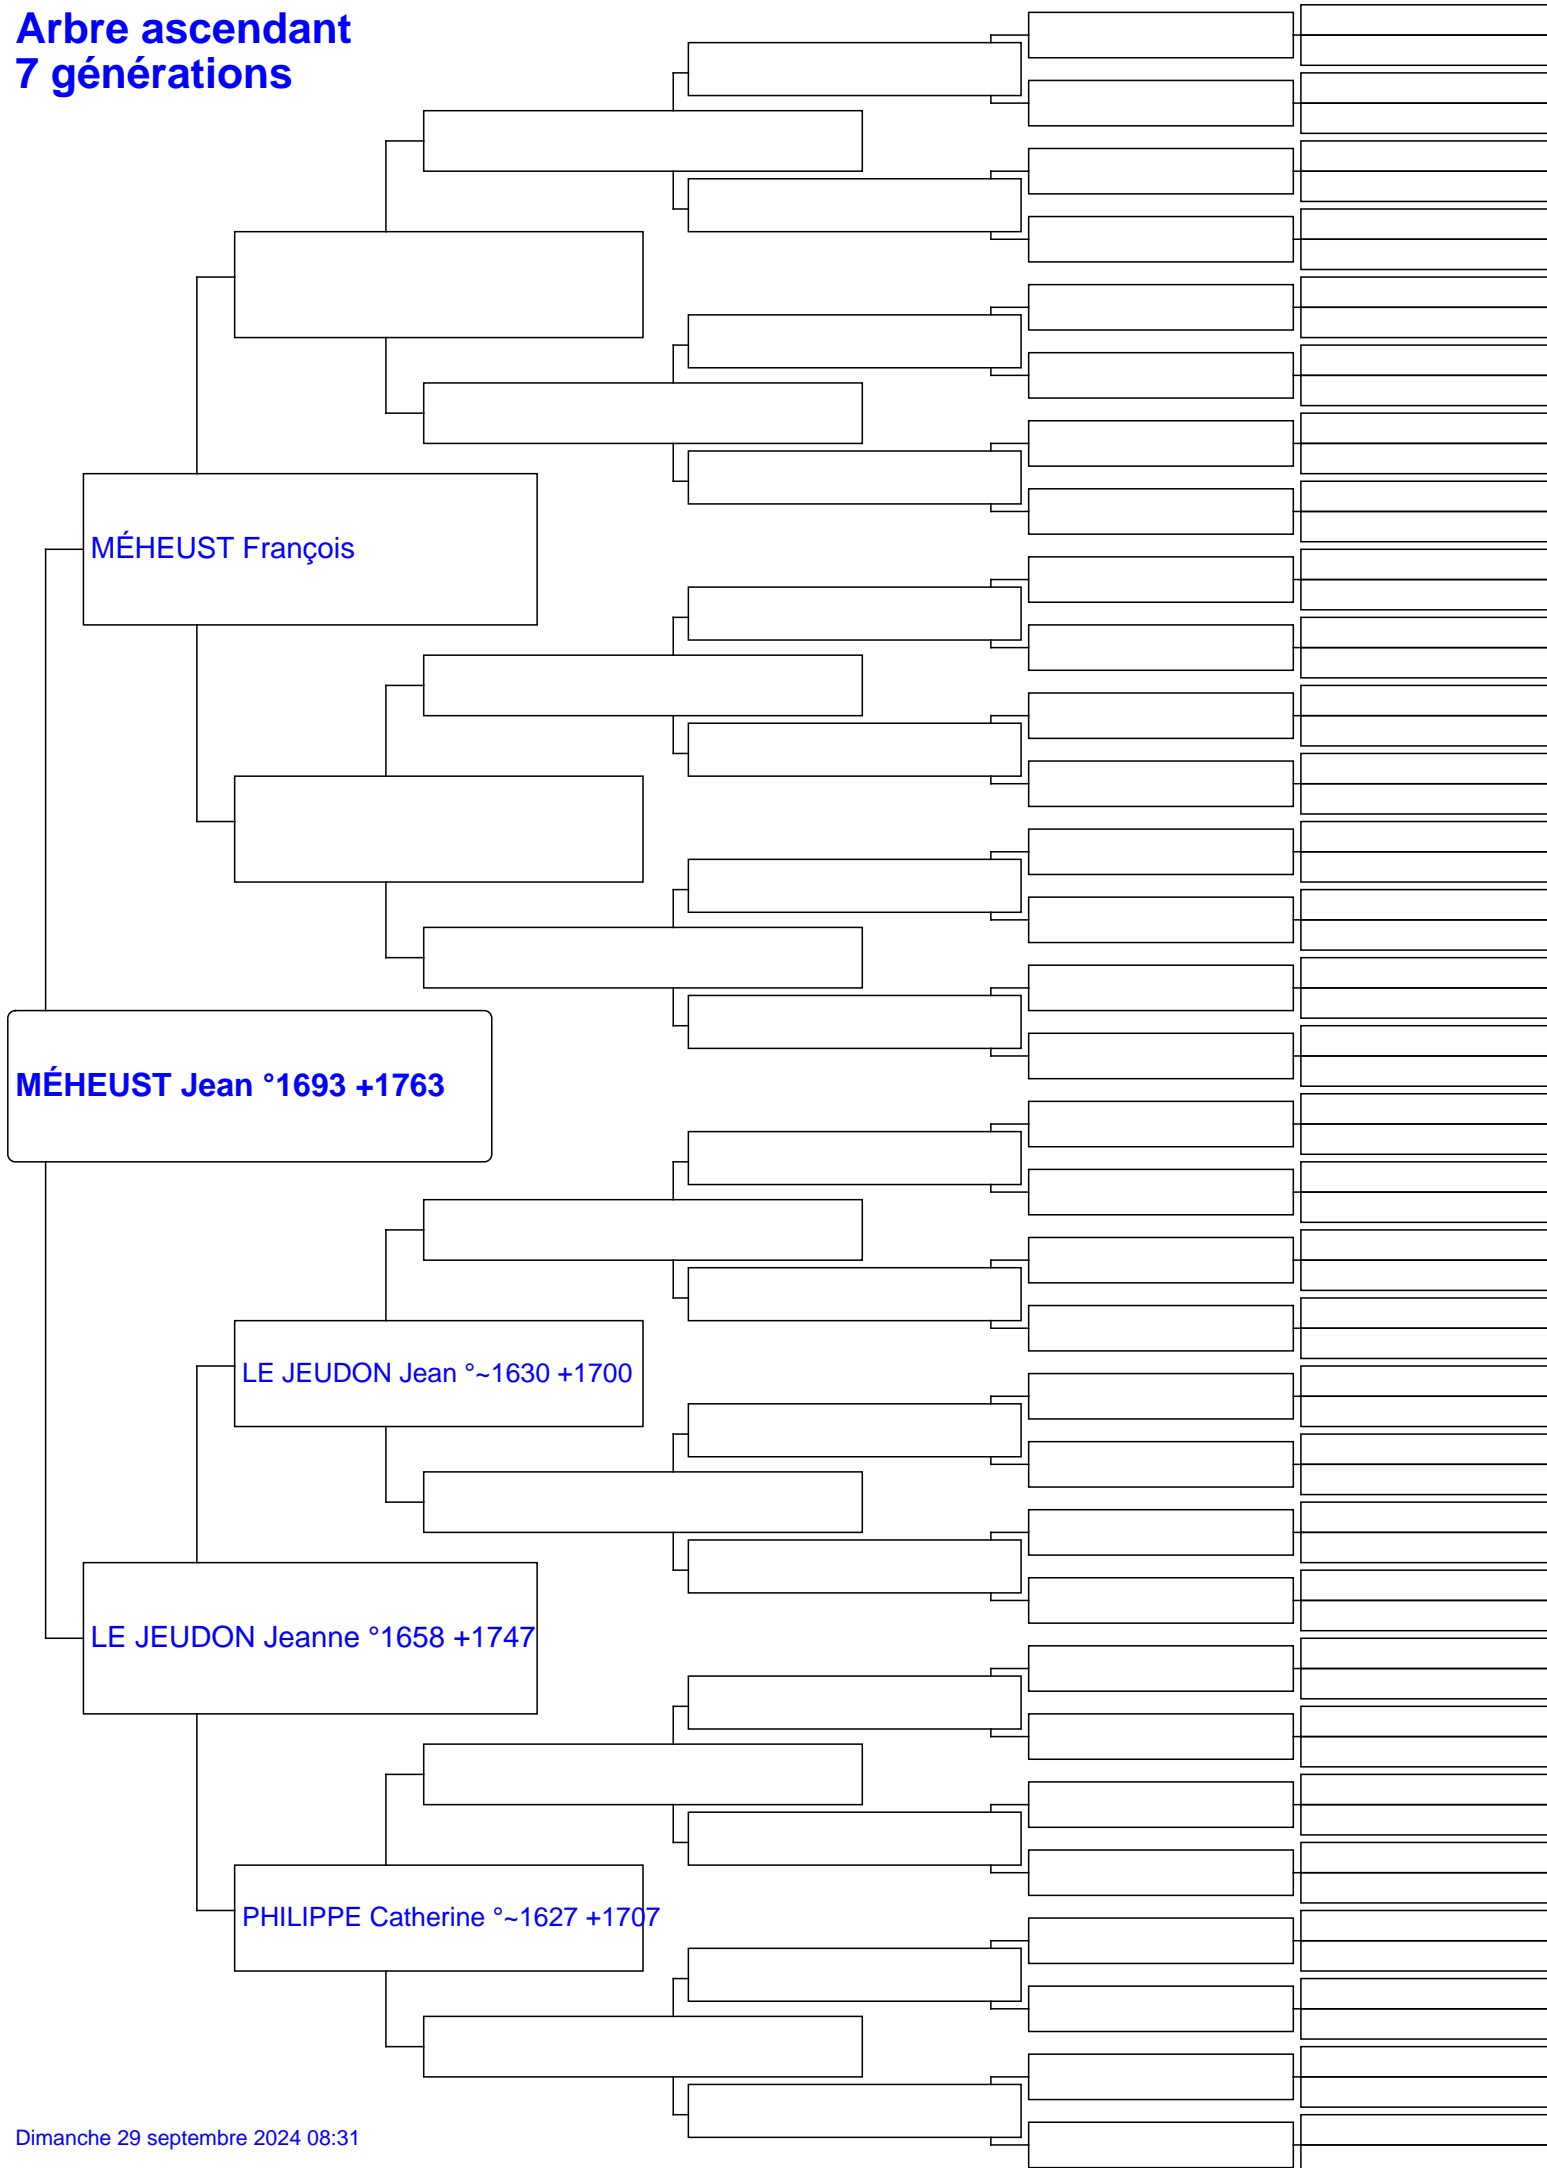 Arbre ascendant
7 générations
MÉHEUST François
MÉHEUST Jean °1693 +1763
LE JEUDON Jean °~1630 +1700
LE JEUDON Jeanne °1658 +1747
PHILIPPE Catherine °~1627 +1707
Dimanche 29 septembre 2024 08:31